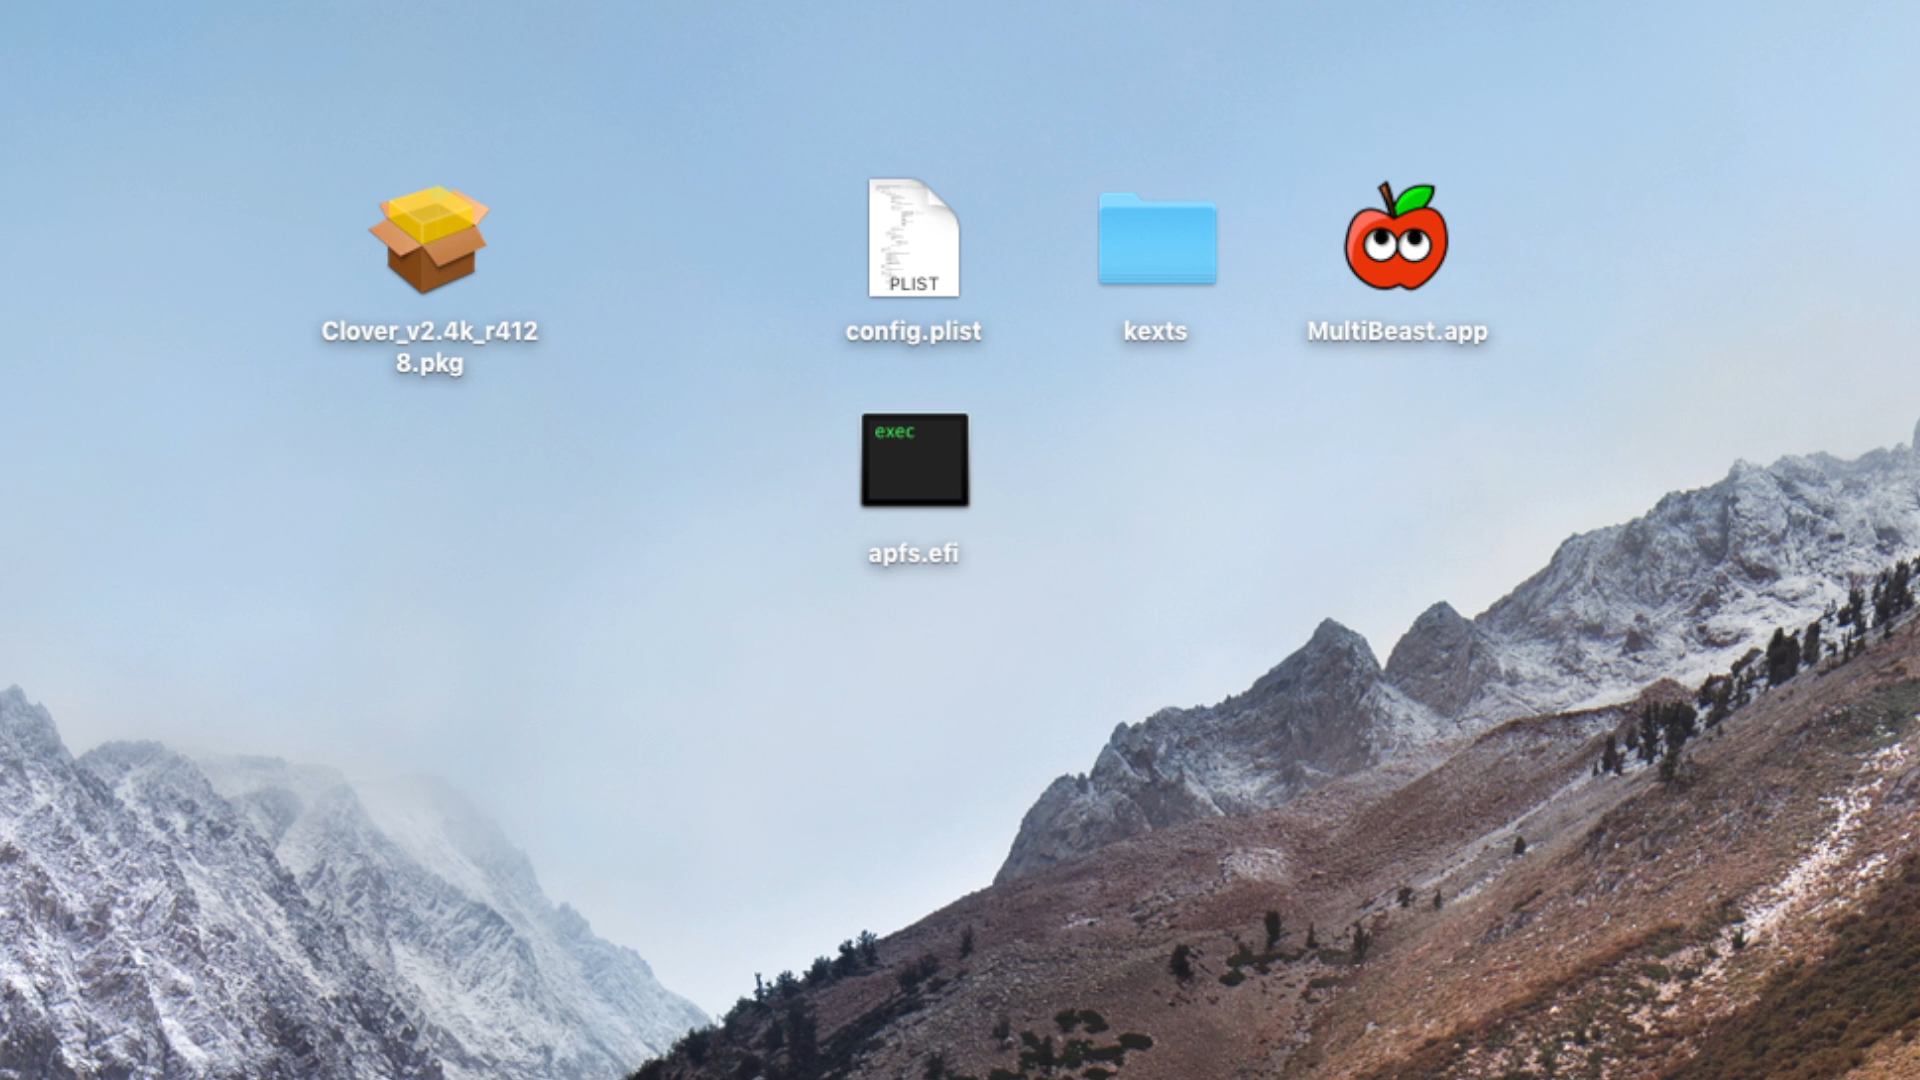 PLIST
Clover_v2.4k_r412
8.pkg
config.plist
kexts
MultiBeast.app
exec
apfs.efi